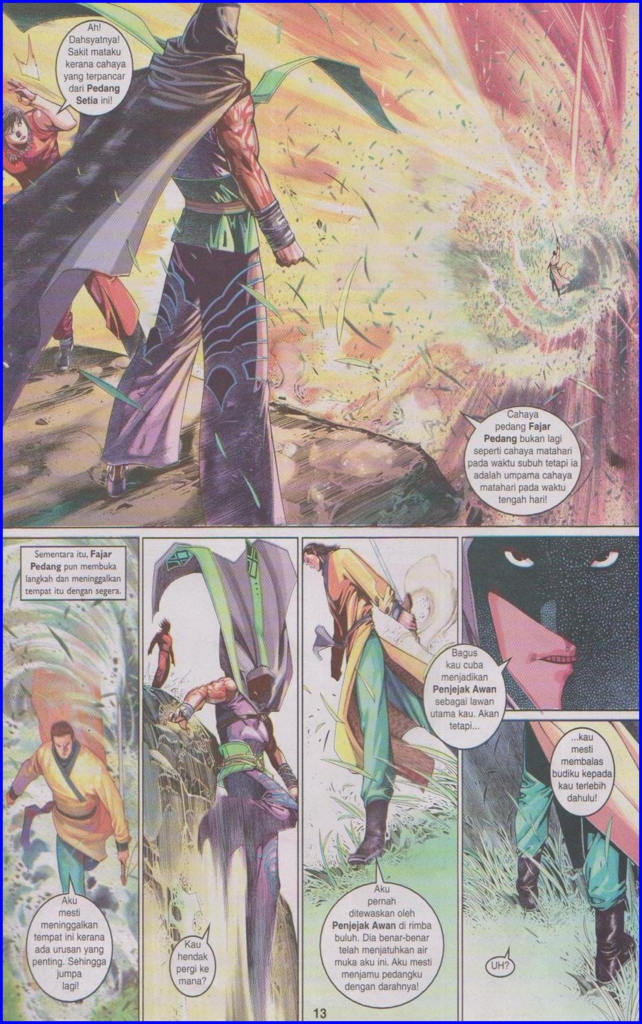 Ah!
Dahsyatnya!
Sakit mataku
kerana cahaya
yang terpancar
dari Pedang
Setia ini!
Cahaya
pedang Fajar
Pedang bukan lagi
seperti cahaya matahari
pada waktu subuh tetapi ia
adalah umpama cahaya
matahari pada waktu
tengah hari!
Sementara itu, Fajar
Pedang pun membuka
langkah dan meninggalkan
tempat itu dengan segera.
Aku
mesti
meninggalkan
tempat ini kerana
ada urusan yang
penting. Sehingga
jumpa
lagi!
Kau
hendak
pergi ke
mana?
Aku
pernah
ditewaskan oleh
Penjejak Awan di rimba
buluh. Dia benar-benar
telah menjatuhkan air
muka aku ini. Aku mesti
menjamu pedangku
dengan darahnya!
Bagus
kau cuba
menjadikan
Penjejak Awan
sebagai lawan
utama kau. Akan
tetapi...
...kau
mesti
membalas
budiku kepada
kau terlebih
dahulu!
UH?
13